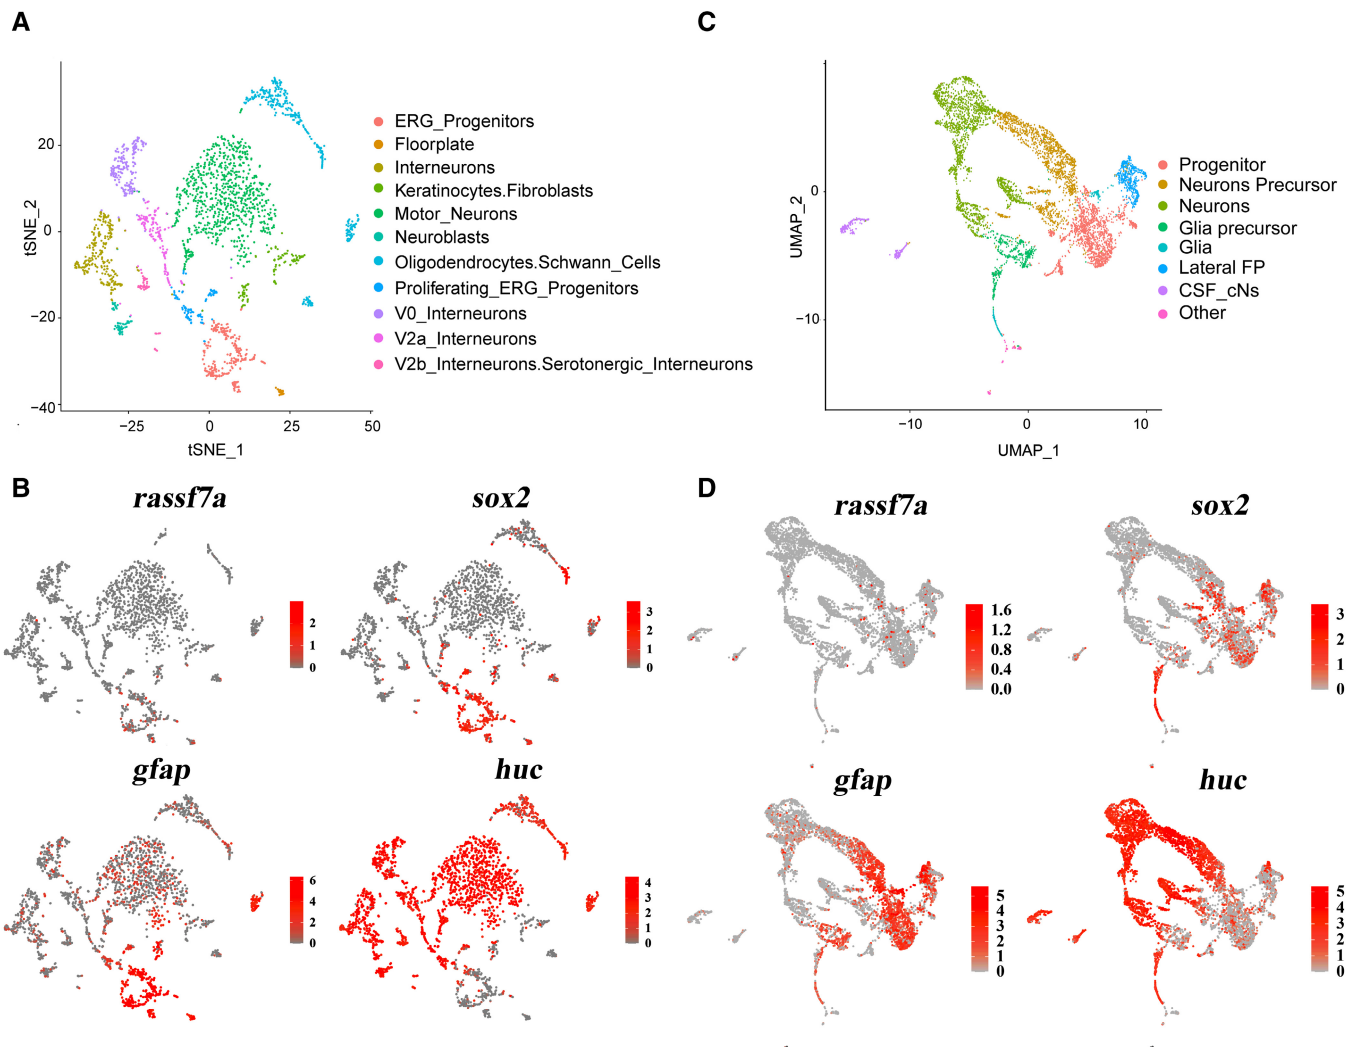 A
tSNE_2
20
0
−20
−40
−25
0
25
50
tSNE_1
ERG_Progenitors
Floorplate
Interneurons
Keratinocytes.Fibroblasts
Motor_Neurons
Neuroblasts
Oligodendrocytes.Schwann_Cells
Proliferating_ERG_Progenitors
V0_Interneurons
V2a_Interneurons
V2b_Interneurons.Serotonergic_Interneurons
C
UMAP_2
0
−10
−10
0
10
UMAP_1
Progenitor
Neurons Precursor
Neurons
Glia precursor
Glia
Lateral FP
CSF_cNs
Other
B
rassf7a
2
1
0
sox2
3
2
1
0
gfap
6
4
2
0
huc
4
3
2
1
0
D
rassf7a
1.6
1.2
0.8
0.4
0.0
sox2
3
2
1
0
gfap
5
4
3
2
1
0
huc
5
4
3
2
1
0